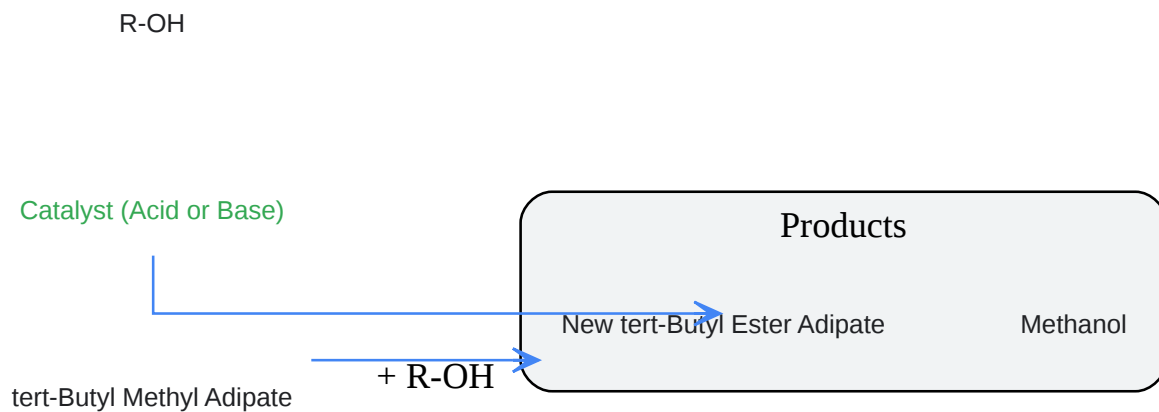 R-OH
Catalyst (Acid or Base)
Products
New tert-Butyl Ester Adipate
Methanol
+ R-OH
tert-Butyl Methyl Adipate